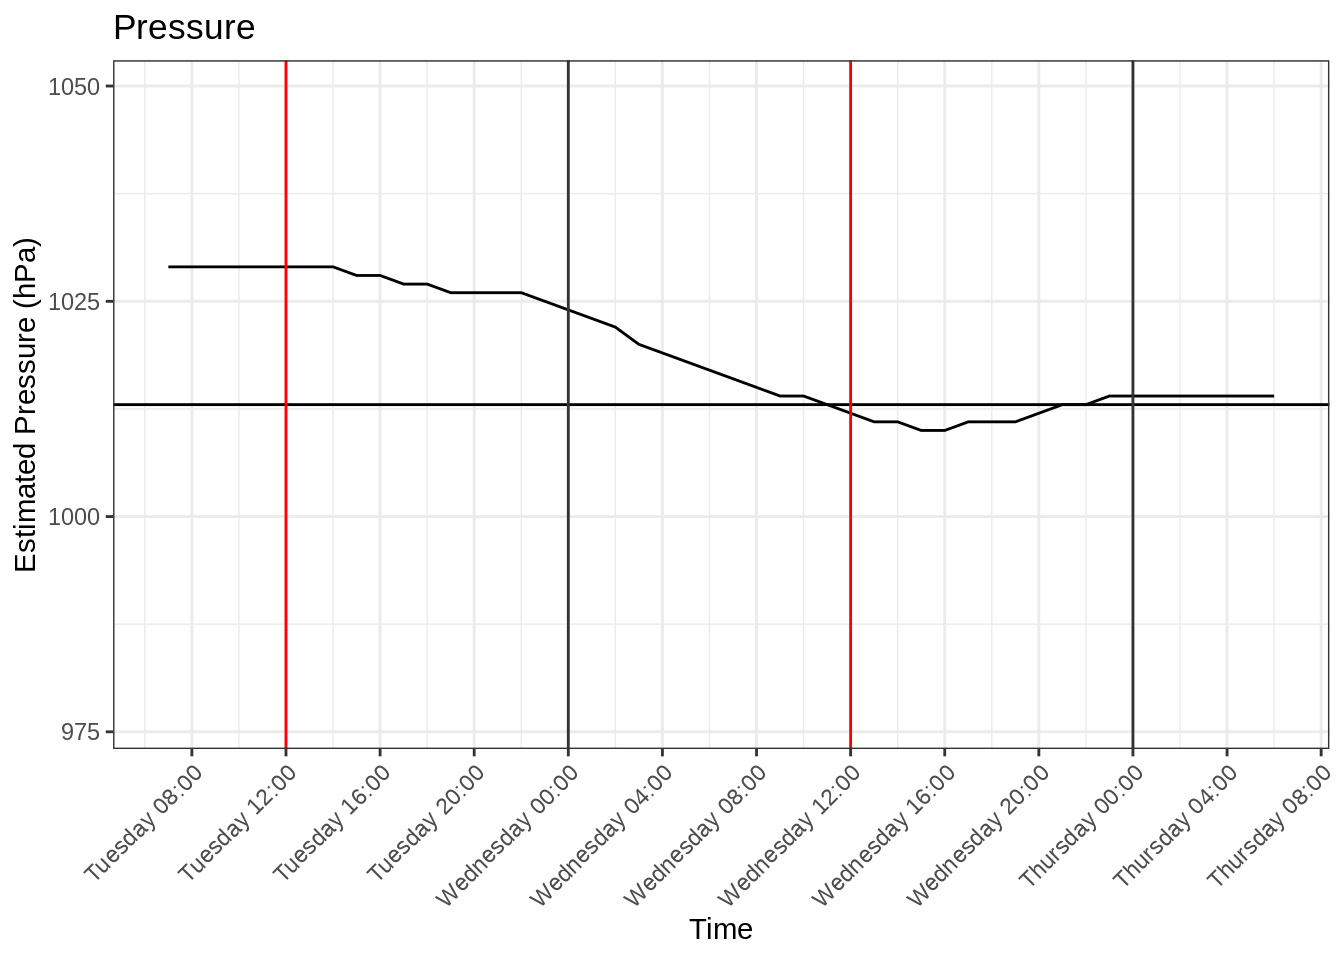 Pressure
Estimated Pressure (hPa)
1050
1025
1000
975
Tuesday 08:00
Tuesday 12:00
Tuesday 16:00
Tuesday 20:00
Wednesday 00:00
Wednesday 04:00
Wednesday 08:00
Wednesday 12:00
Wednesday 16:00
Wednesday 20:00
Thursday 00:00
Thursday 04:00
Thursday 08:00
Time